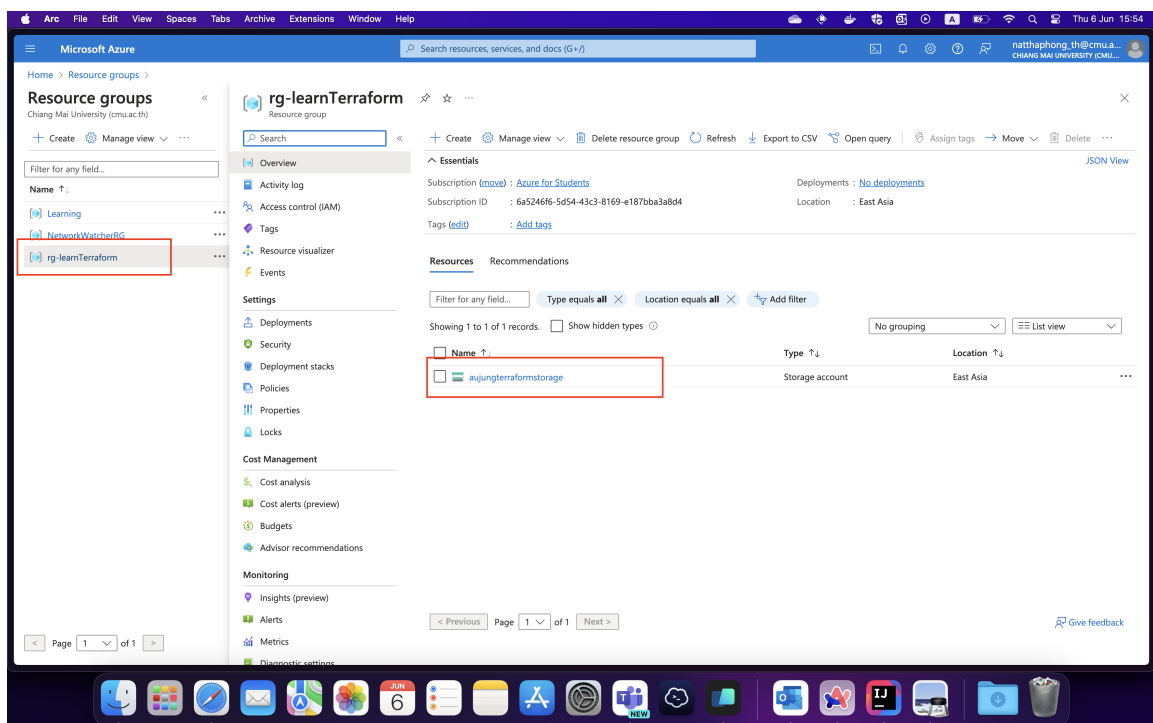 Arc File Edit View Spaces Tabs Archive Extensions Window Help
A
Thu 6 Jun 15:54
Microsoft Azure
Search resources, services, and docs (G+/)
natthaphong_th@cmu.a...
CHIANG MAI UNIVERSITY (CMU....
Home > Resource groups >
Resource groups «
Chiang Mai University (cmu.ac.th)
+ Create Manage view ···
Filter for any field...
Name ↑↓
Learning ···
NetworkWatcherRG ···
rg-learnTerraform ···
< Page 1 of 1 >
rg-learnTerraform ···
Resource group
Search «
Overview
Activity log
Access control (IAM)
Tags
Resource visualizer
Events
Settings
Deployments
Security
Deployment stacks
Policies
Properties
Locks
Cost Management
Cost analysis
Cost alerts (preview)
Budgets
Advisor recommendations
Monitoring
Insights (preview)
Alerts
Metrics
Diagnostic settings
+ Create Manage view Delete resource group Refresh Export to CSV Open query Assign tags Move Delete ···
Essentials
JSON View
Subscription (move) : Azure for Students
Deployments : No deployments
Subscription ID : 6a5246f6-5d54-43c3-8169-e187bba3a8d4
Location : East Asia
Tags (edit) : Add tags
Resources Recommendations
Filter for any field... Type equals all Location equals all Add filter
Showing 1 to 1 of 1 records. Show hidden types
No grouping List view
Name ↑↓ Type ↑↓ Location ↑↓
aujungterraformstorage Storage account East Asia ···
< Previous Page 1 of 1 Next >
Give feedback
JUN
6
NEW
IJ